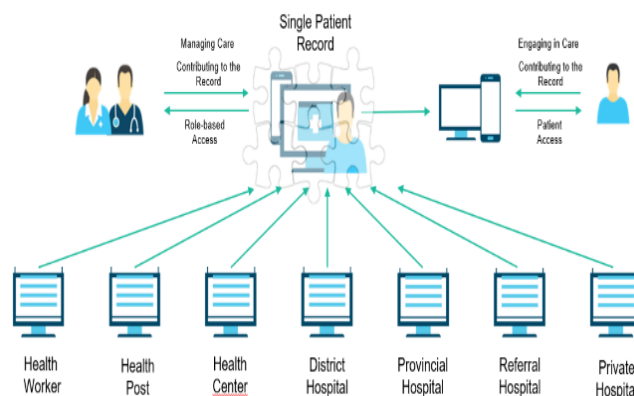 Single Patient
Record
Managing Care
Contributing to the
Record
Role-based
Access
Engaging in Care
Contributing to the
Record
Patient
Access
Health
Worker
Health
Post
Health
Center
District
Hospital
Provincial
Hospital
Referral
Hospital
Private
Hospital